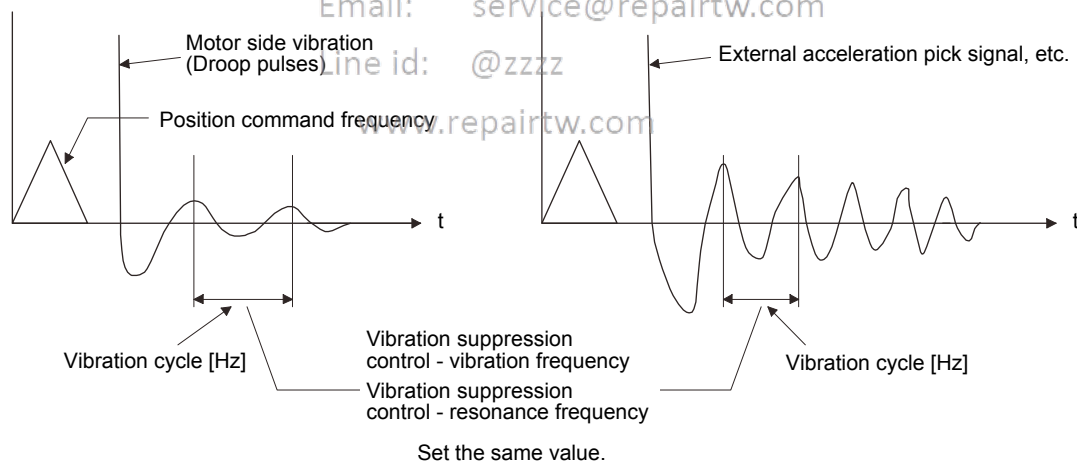 Email: service@repairtw.com
Motor side vibration
(Droop pulses)
Line id: @zzzz
External acceleration pick signal, etc.
Position command frequency
www.repairtw.com
t
t
Vibration cycle [Hz]
Vibration suppression
control - vibration frequency
Vibration suppression
control - resonance frequency
Vibration cycle [Hz]
Set the same value.